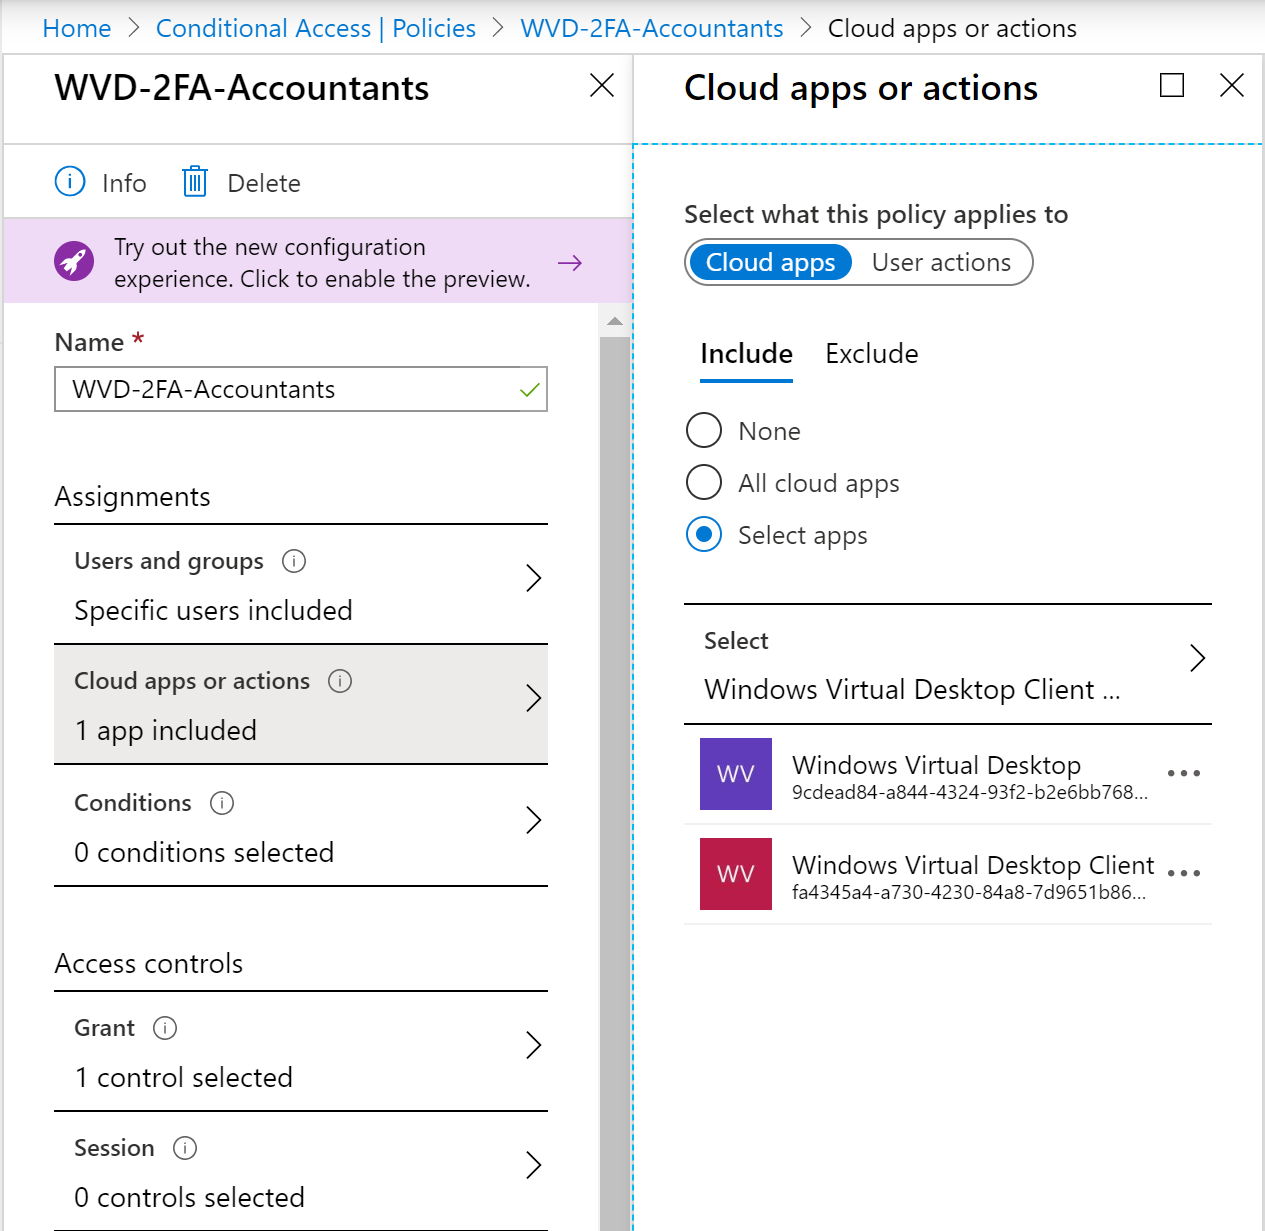 Home > Conditional Access | Policies > WVD-2FA-Accountants > Cloud apps or actions
WVD-2FA-Accountants
Info
Delete
Try out the new configuration
experience. Click to enable the preview.
Name *
WVD-2FA-Accountants
Assignments
Users and groups
Specific users included
Cloud apps or actions
1 app included
Conditions
0 conditions selected
Access controls
Grant
1 control selected
Session
0 controls selected
Cloud apps or actions
Select what this policy applies to
Cloud apps
User actions
Include
Exclude
None
All cloud apps
Select apps
Select
Windows Virtual Desktop Client ...
WV
Windows Virtual Desktop
9cdead84-a844-4324-93f2-b2e6bb768...
WV
Windows Virtual Desktop Client
fa4345a4-a730-4230-84a8-7d9651b86...